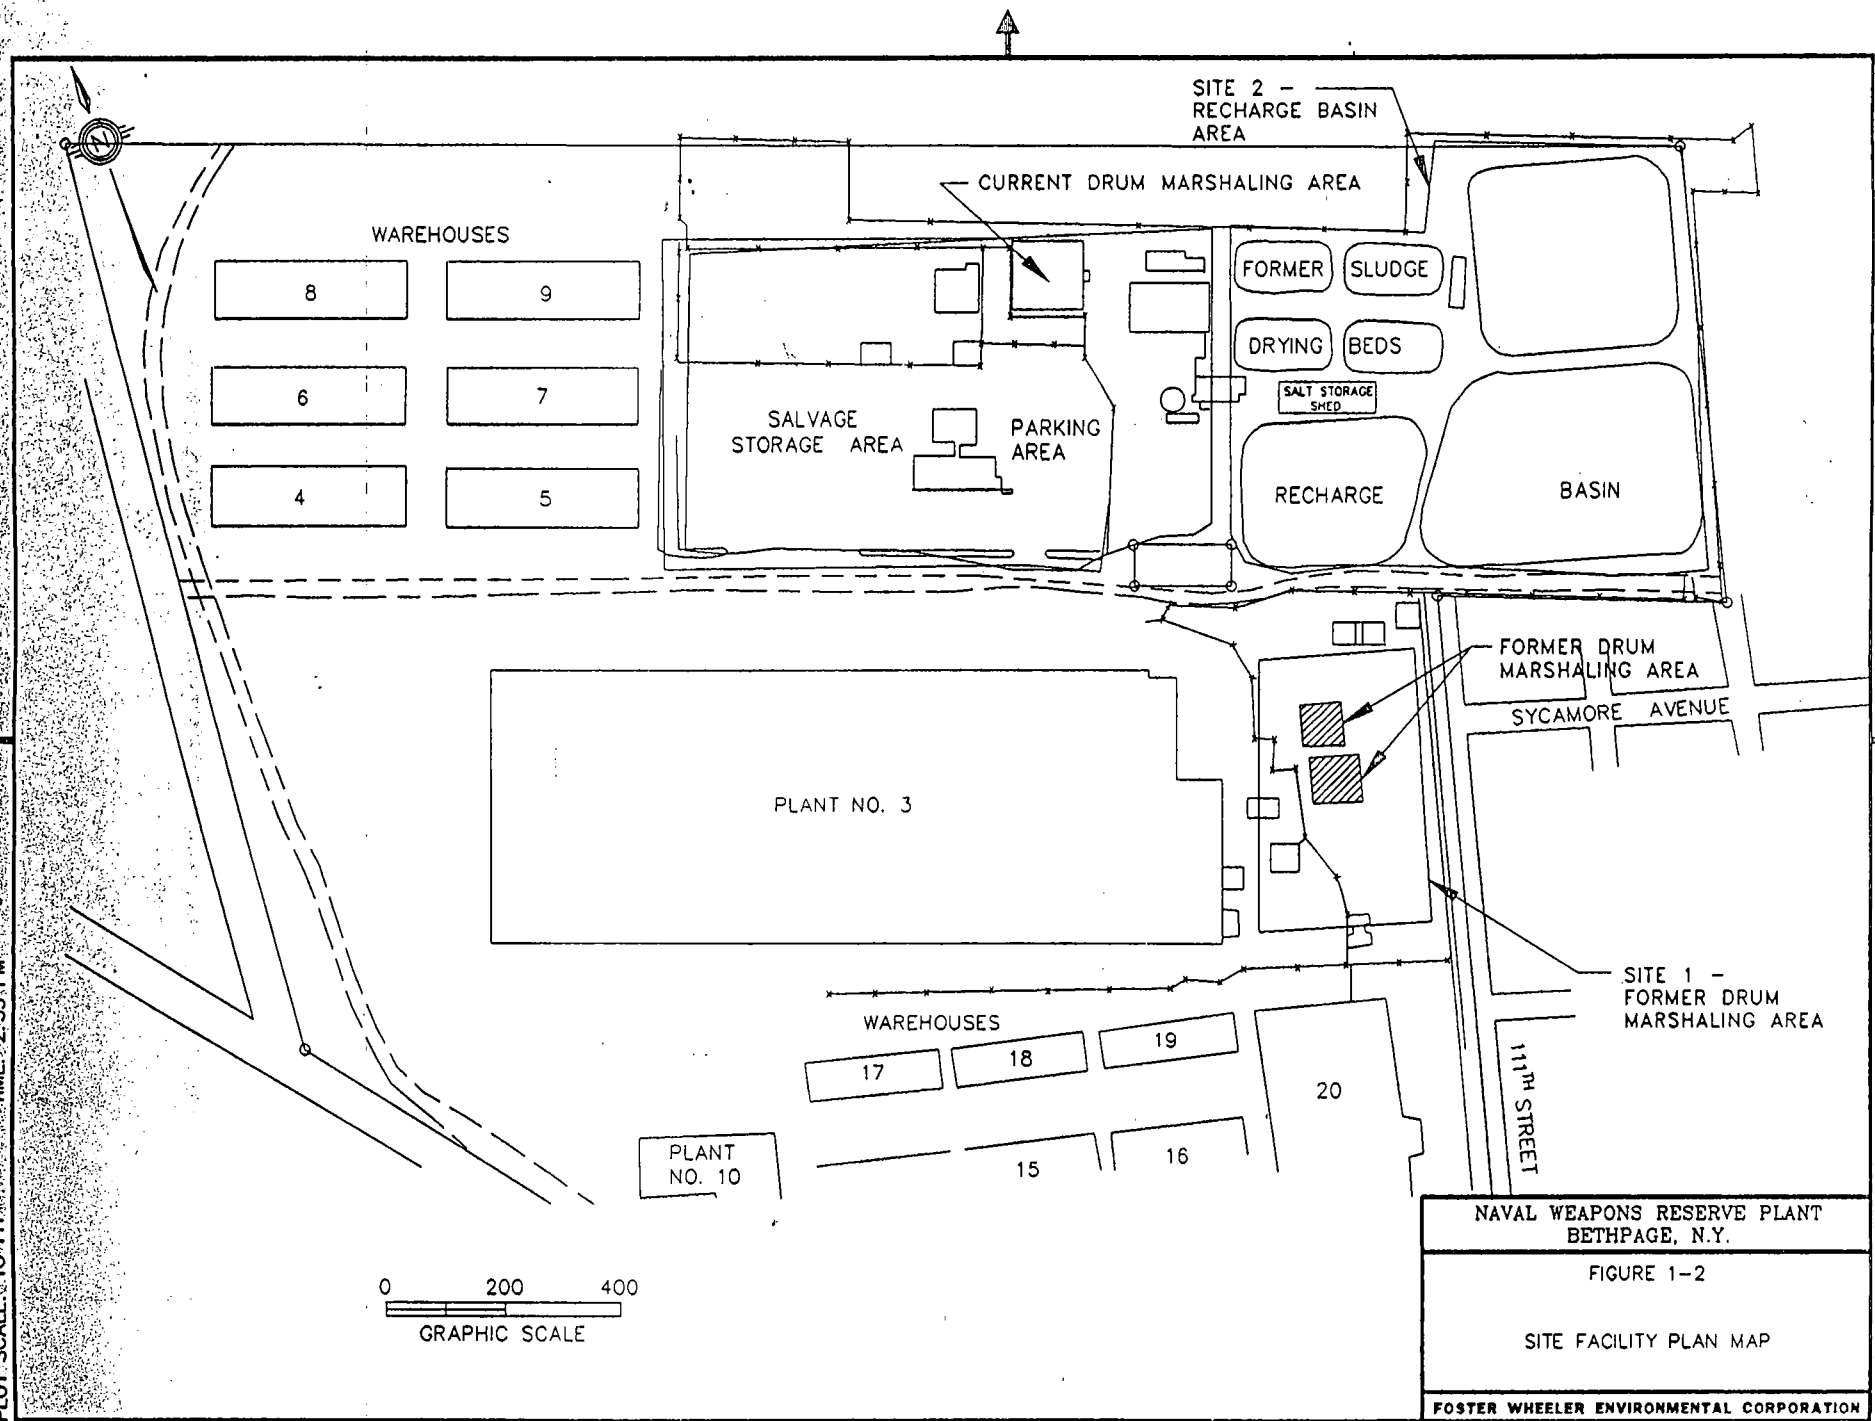 SITE 2 -
RECHARGE BASIN
AREA
CURRENT DRUM MARSHALING AREA
N
WAREHOUSES
8
9
6
7
4
5
FORMER
SLUDGE
DRYING
BEDS
SALT STORAGE
SHED
SALVAGE
STORAGE AREA
PARKING
AREA
RECHARGE
BASIN
FORMER DRUM
MARSHALING AREA
SYCAMORE AVENUE
PLANT NO. 3
SITE 1 -
FORMER DRUM
MARSHALING AREA
WAREHOUSES
17
18
19
20
111TH STREET
PLANT
NO. 10
15
16
0 200 400
GRAPHIC SCALE
NAVAL WEAPONS RESERVE PLANT
BETHPAGE, N.Y.
FIGURE 1-2
SITE FACILITY PLAN MAP
FOSTER WHEELER ENVIRONMENTAL CORPORATION